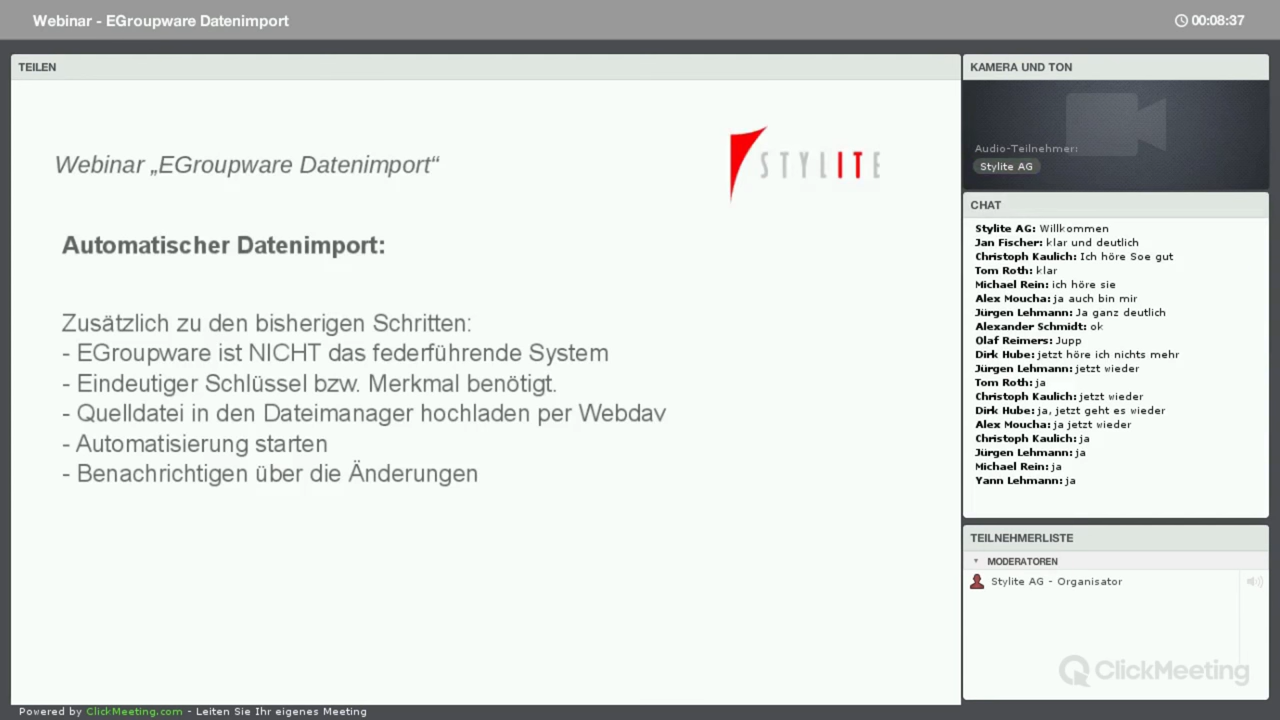 Webinar - EGroupware Datenimport
00:08:37
TEILEN
Webinar „EGroupware Datenimport“
STYLITE
Automatischer Datenimport:
Zusätzlich zu den bisherigen Schritten:
- EGroupware ist NICHT das federführende System
- Eindeutiger Schlüssel bzw. Merkmal benötigt.
- Quelldatei in den Dateimanager hochladen per Webdav
- Automatisierung starten
- Benachrichtigen über die Änderungen
KAMERA UND TON
Audio-Teilnehmer:
Stylite AG
CHAT
Stylite AG: Willkommen
Jan Fischer: klar und deutlich
Christoph Kaulich: Ich höre Soe gut
Tom Roth: klar
Michael Rein: ich höre sie
Alex Moucha: ja auch bin mir
Jürgen Lehmann: Ja ganz deutlich
Alexander Schmidt: ok
Olaf Reimers: Jupp
Dirk Hube: jetzt höre ich nichts mehr
Jürgen Lehmann: jetzt wieder
Tom Roth: ja
Christoph Kaulich: jetzt wieder
Dirk Hube: ja, jetzt geht es wieder
Alex Moucha: ja jetzt wieder
Christoph Kaulich: ja
Jürgen Lehmann: ja
Michael Rein: ja
Yann Lehmann: ja
TEILNEHMERLISTE
MODERATOREN
Stylite AG - Organisator
ClickMeeting
Powered by ClickMeeting.com - Leiten Sie Ihr eigenes Meeting